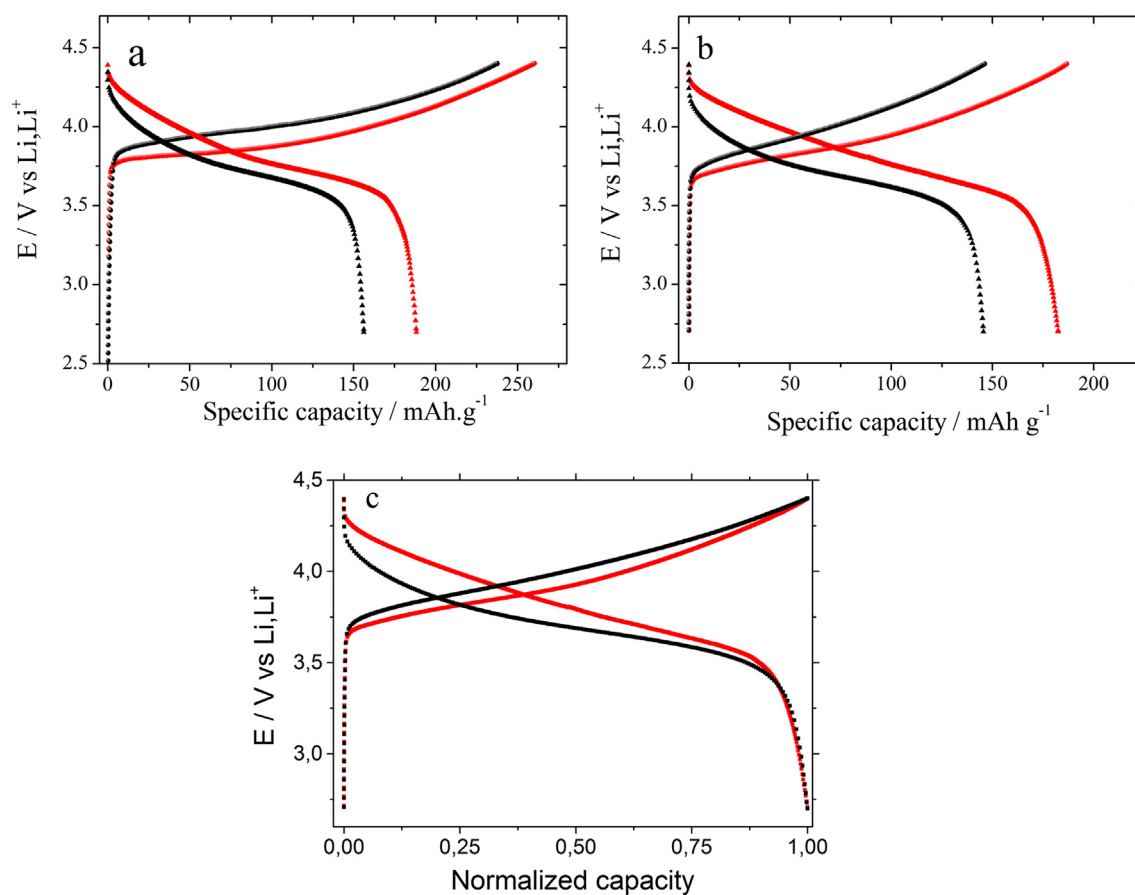 a
4.5
4.0
3.5
3.0
2.5
E / V vs Li,Li+
0 50 100 150 200 250
Specific capacity / mAh.g-1
b
4.5
4.0
3.5
3.0
2.5
E / V vs Li,Li+
0 50 100 150 200
Specific capacity / mAh g-1
c
4,5
4,0
3,5
3,0
E / V vs Li,Li+
0,00 0,25 0,50 0,75 1,00
Normalized capacity